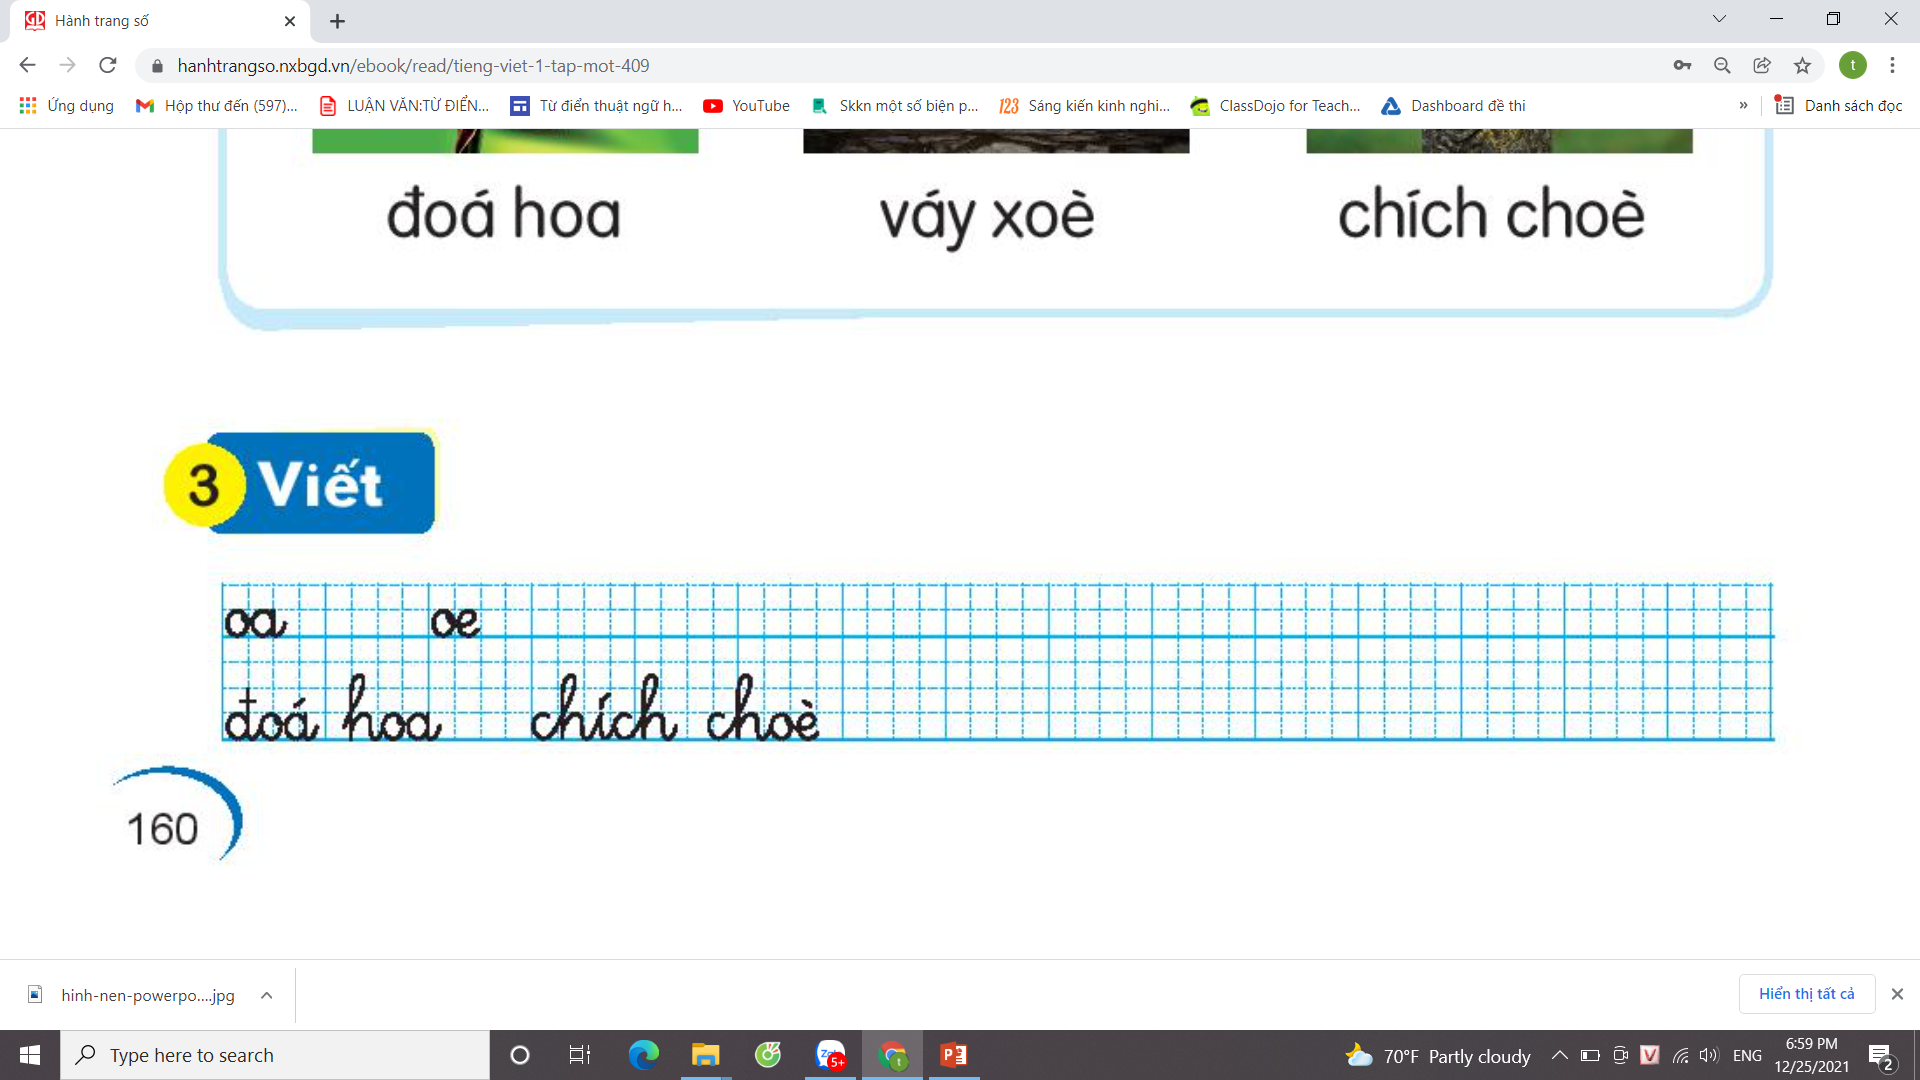 Hành trang số
hanhtrangso.nxbgd.vn/ebook/read/tieng-viet-1-tap-mot-409
t
Ứng dụng Hộp thư đến (597)... LUẬN VĂN:TỪ ĐIỂN... Từ điển thuật ngữ h... YouTube Skkn một số biện p... 123 Sáng kiến kinh nghi... ClassDojo for Teach... Dashboard đề thi » Danh sách đọc
đoá hoa váy xoè chích choè
3 Viết
oa oe
đoá hoa chích choè
160
hinh-nen-powerpo....jpg Hiển thị tất cả
Type here to search 5+ t 70°F Partly cloudy ENG 6:59 PM
12/25/2021 2